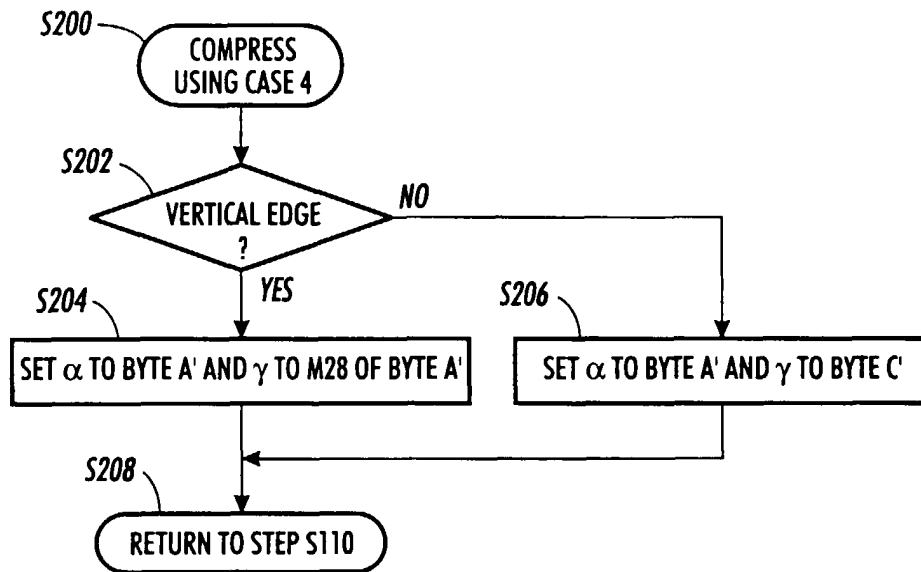 S200
COMPRESS
USING CASE 4
S202
VERTICAL EDGE
?
NO
YES
S204
SET α TO BYTE A' AND γ TO M28 OF BYTE A'
S206
SET α TO BYTE A' AND γ TO BYTE C'
S208
RETURN TO STEP S110